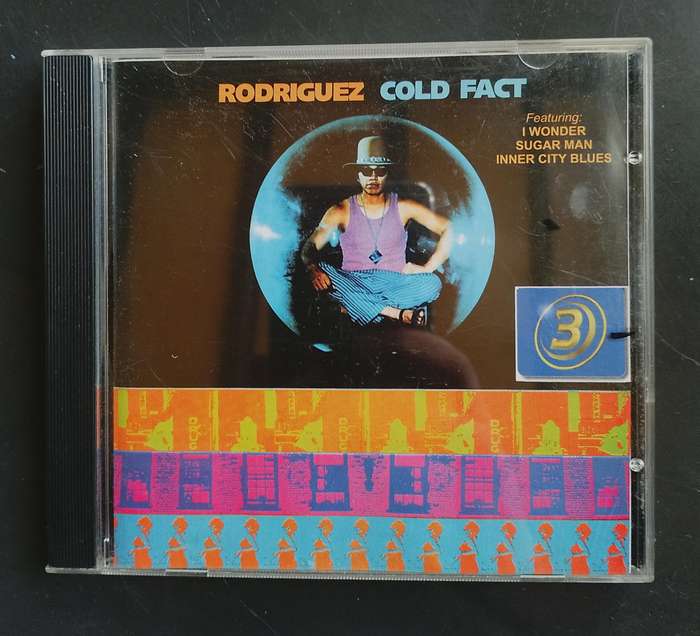 RODRIGUEZ COLD FACT
Featuring:
I WONDER
SUGAR MAN
INNER CITY BLUES
3